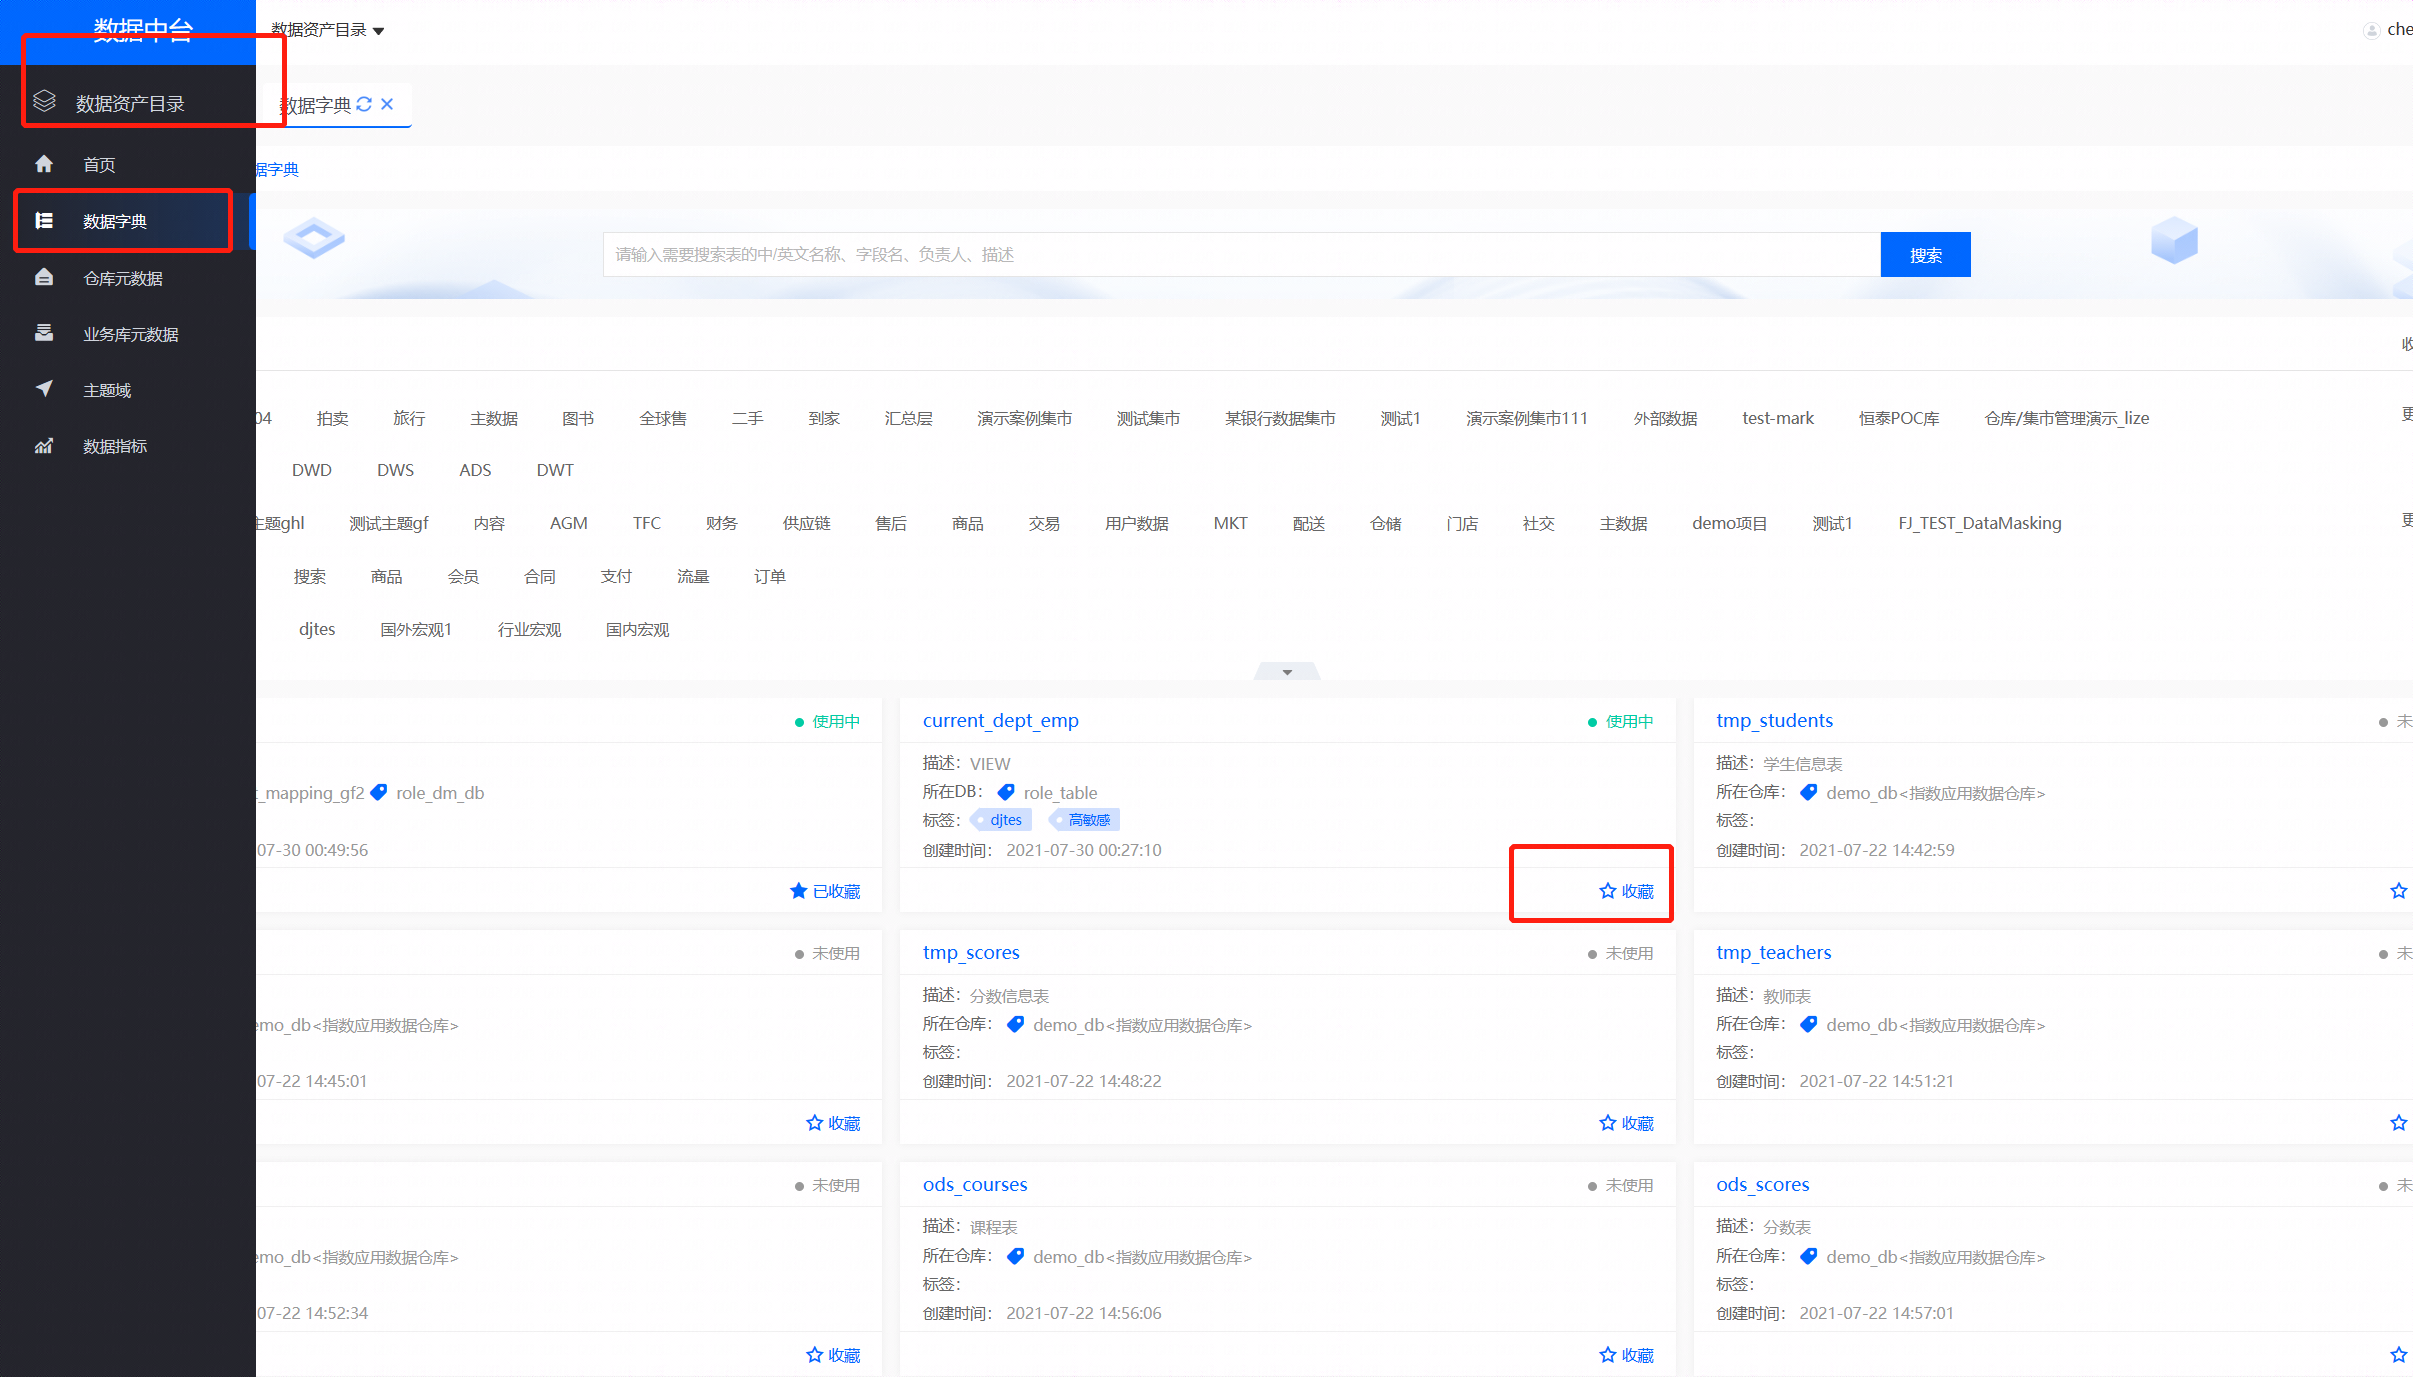 数据中台
数据资产目录
che
数据资产目录
数据字典
首页
数据字典
据字典
仓库元数据
业务库元数据
主题域
数据指标
请输入需要搜索表的中/英文名称、字段名、负责人、描述
搜索
收
04 拍卖 旅行 主数据 图书 全球售 二手 到家 汇总层 演示案例集市 测试集市 某银行数据集市 测试1 演示案例集市111 外部数据 test-mark 恒泰POC库 仓库/集市管理演示_lize 更
DWD DWS ADS DWT
主题ghl 测试主题gf 内容 AGM TFC 财务 供应链 售后 商品 交易 用户数据 MKT 配送 仓储 门店 社交 主数据 demo项目 测试1 FJ_TEST_DataMasking 更
搜索 商品 会员 合同 支付 流量 订单
djtes 国外宏观1 行业宏观 国内宏观
使用中
t_mapping_gf2 role_dm_db
07-30 00:49:56
已收藏
current_dept_emp 使用中
描述： VIEW
所在DB： role_table
标签： djtes 高敏感
创建时间： 2021-07-30 00:27:10
收藏
tmp_students 未
描述： 学生信息表
所在仓库： demo_db<指数应用数据仓库>
标签：
创建时间： 2021-07-22 14:42:59
未使用
emo_db<指数应用数据仓库>
07-22 14:45:01
收藏
tmp_scores 未使用
描述： 分数信息表
所在仓库： demo_db<指数应用数据仓库>
标签：
创建时间： 2021-07-22 14:48:22
收藏
tmp_teachers 未
描述： 教师表
所在仓库： demo_db<指数应用数据仓库>
标签：
创建时间： 2021-07-22 14:51:21
未使用
emo_db<指数应用数据仓库>
07-22 14:52:34
收藏
ods_courses 未使用
描述： 课程表
所在仓库： demo_db<指数应用数据仓库>
标签：
创建时间： 2021-07-22 14:56:06
收藏
ods_scores 未
描述： 分数表
所在仓库： demo_db<指数应用数据仓库>
标签：
创建时间： 2021-07-22 14:57:01